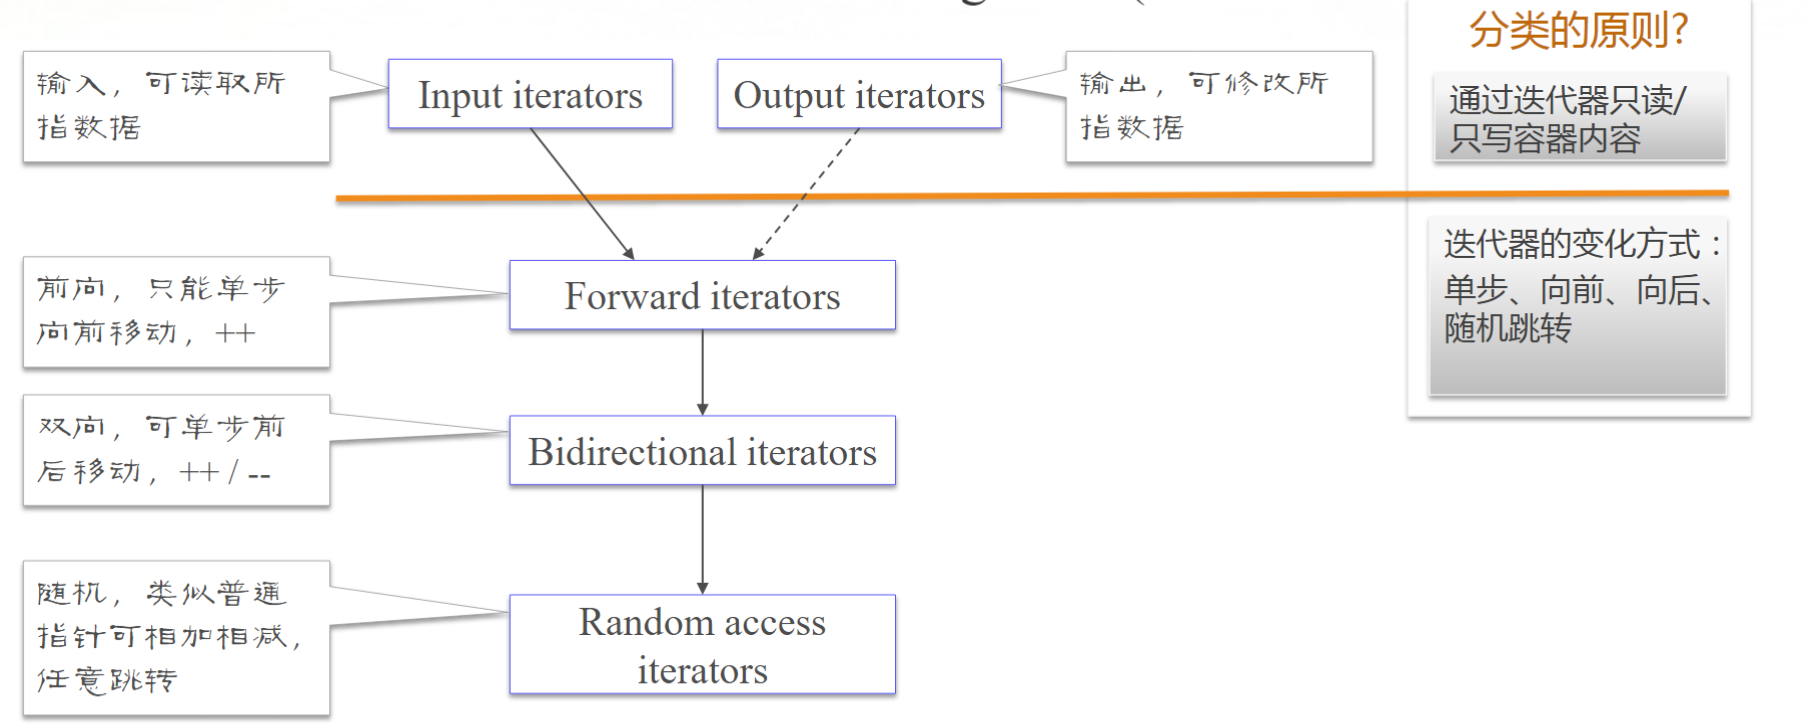 分类的原则?
输入，可读取所
指数据
Input iterators
Output iterators
输出，可修改所
指数据
通过迭代器只读/
只写容器内容
前向，只能单步
向前移动，++
Forward iterators
迭代器的变化方式：
单步、向前、向后、
随机跳转
双向，可单步前
后移动，++ / --
Bidirectional iterators
随机，类似普通
指针可相加相减，
任意跳转
Random access
iterators